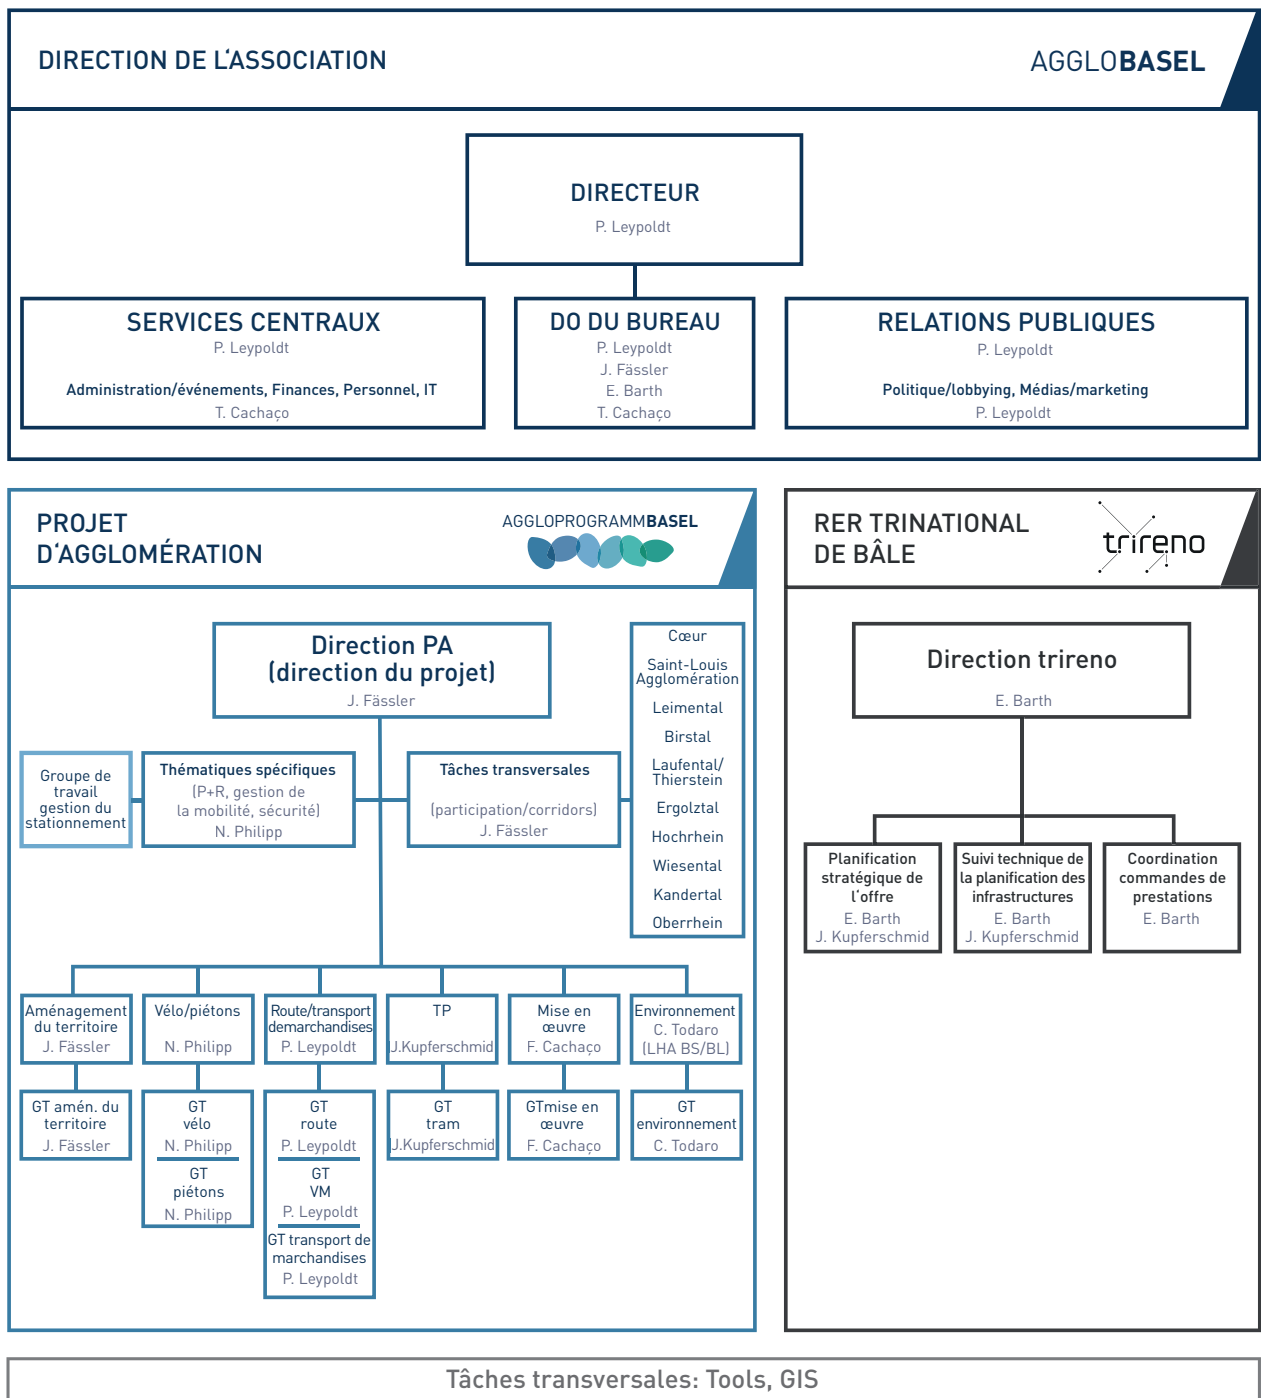 DIRECTION DE L‘ASSOCIATION
AGGLOBASEL
DIRECTEUR
P. Leypoldt
SERVICES CENTRAUX
P. Leypoldt
Administration/événements, Finances, Personnel, IT
T. Cachaço
DO DU BUREAU
P. Leypoldt
J. Fässler
E. Barth
T. Cachaço
RELATIONS PUBLIQUES
P. Leypoldt
Politique/lobbying, Médias/marketing
P. Leypoldt
PROJET
D‘AGGLOMÉRATION
AGGLOPROGRAMMBASEL
Direction PA
(direction du projet)
J. Fässler
Groupe de
travail
gestion du
stationnement
Thématiques spécifiques
(P+R, gestion de
la mobilité, sécurité)
N. Philipp
Tâches transversales
(participation/corridors)
J. Fässler
Cœur
Saint-Louis
Agglomération
Leimental
Birstal
Laufental/
Thierstein
Ergolztal
Hochrhein
Wiesental
Kandertal
Oberrhein
Aménagement
du territoire
J. Fässler
Vélo/piétons
N. Philipp
Route/transport
demarchandises
P. Leypoldt
TP
J.Kupferschmid
Mise en
œuvre
F. Cachaço
Environnement
C. Todaro
(LHA BS/BL)
GT amén. du
territoire
J. Fässler
GT
vélo
N. Philipp
GT
piétons
N. Philipp
GT
route
P. Leypoldt
GT
VM
P. Leypoldt
GT transport de
marchandises
P. Leypoldt
GT
tram
J.Kupferschmid
GTmise en
œuvre
F. Cachaço
GT
environnement
C. Todaro
RER TRINATIONAL
DE BÂLE
trireno
Direction trireno
E. Barth
Planification
stratégique de
l‘offre
E. Barth
J. Kupferschmid
Suivi technique de
la planification des
infrastructures
E. Barth
J. Kupferschmid
Coordination
commandes de
prestations
E. Barth
Tâches transversales: Tools, GIS